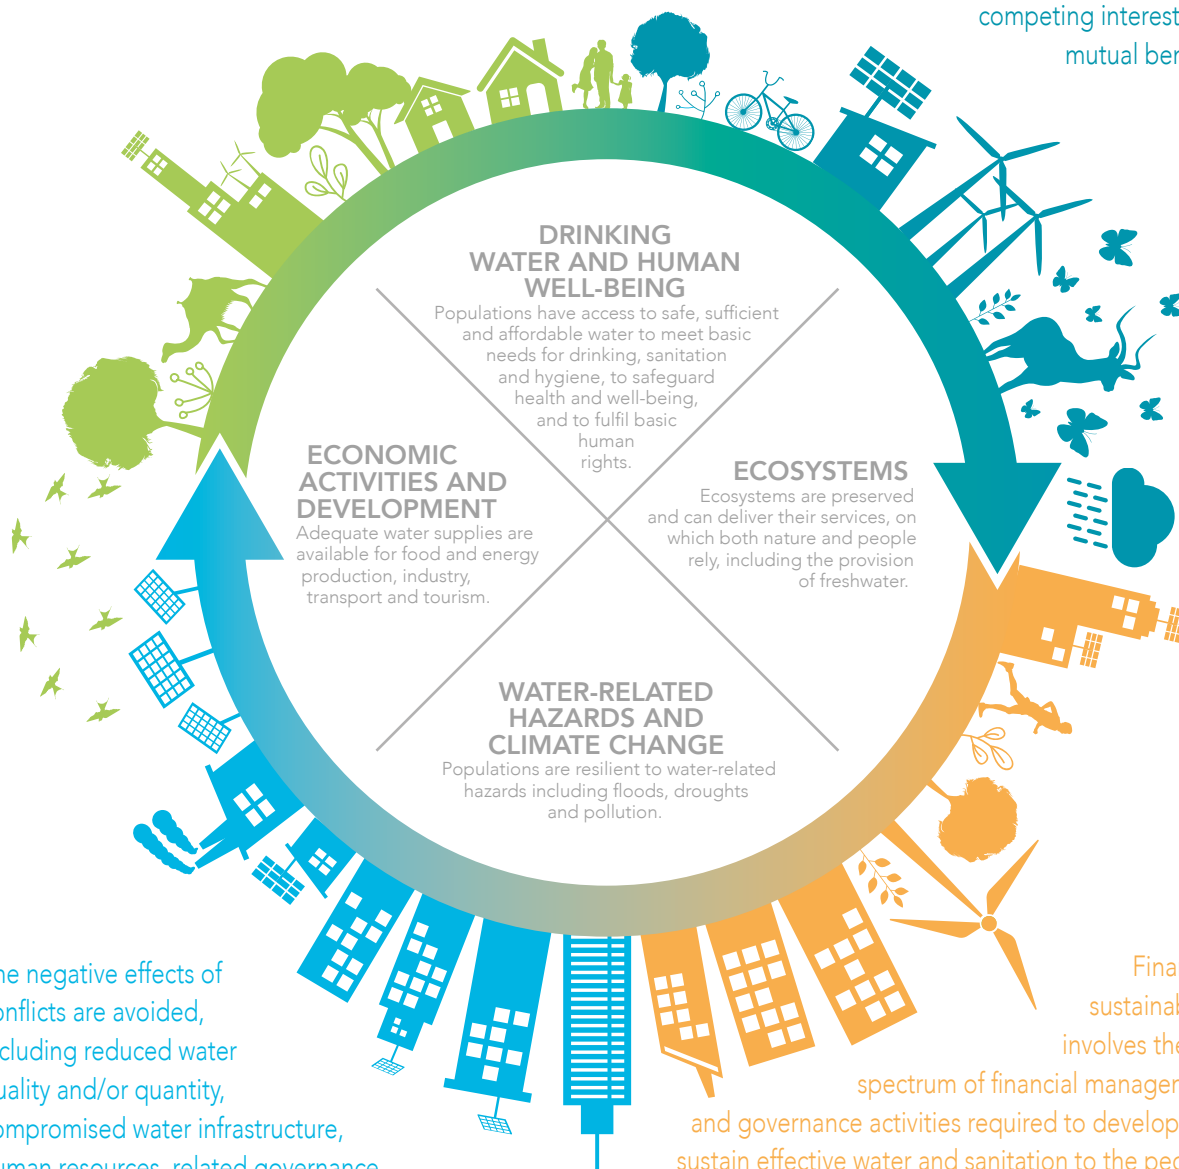 competing interest
mutual ber
DRINKING
WATER AND HUMAN
WELL-BEING
Populations have access to safe, sufficient
and affordable water to meet basic
needs for drinking, sanitation
and hygiene, to safeguard
health and well-being,
and to fulfil basic
human
rights.
ECONOMIC
ACTIVITIES AND
DEVELOPMENT
Adequate water supplies are
available for food and energy
production, industry,
transport and tourism.
ECOSYSTEMS
Ecosystems are preserved
and can deliver their services, on
which both nature and people
rely, including the provision
of freshwater.
WATER-RELATED
HAZARDS AND
CLIMATE CHANGE
Populations are resilient to water-related
hazards including floods, droughts
and pollution.
he negative effects of
onflicts are avoided,
cluding reduced water
uality and/or quantity,
ompromised water infrastructure,
uman resources, related governance
Fina
sustainab
involves the
spectrum of financial manager
and governance activities required to develop
sustain effective water and sanitation to the peo